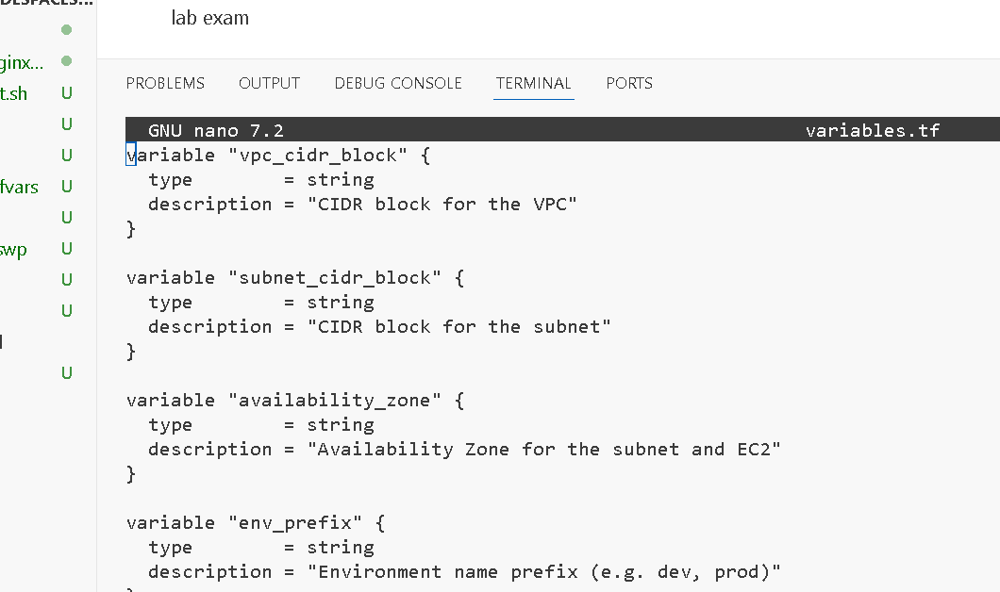 lab exam
PROBLEMS OUTPUT DEBUG CONSOLE TERMINAL PORTS
ginx...
t.sh U
U
U
fvars U
U
swp U
U
U
U
GNU nano 7.2 variables.tf
variable "vpc_cidr_block" {
  type        = string
  description = "CIDR block for the VPC"
}

variable "subnet_cidr_block" {
  type        = string
  description = "CIDR block for the subnet"
}

variable "availability_zone" {
  type        = string
  description = "Availability Zone for the subnet and EC2"
}

variable "env_prefix" {
  type        = string
  description = "Environment name prefix (e.g. dev, prod)"